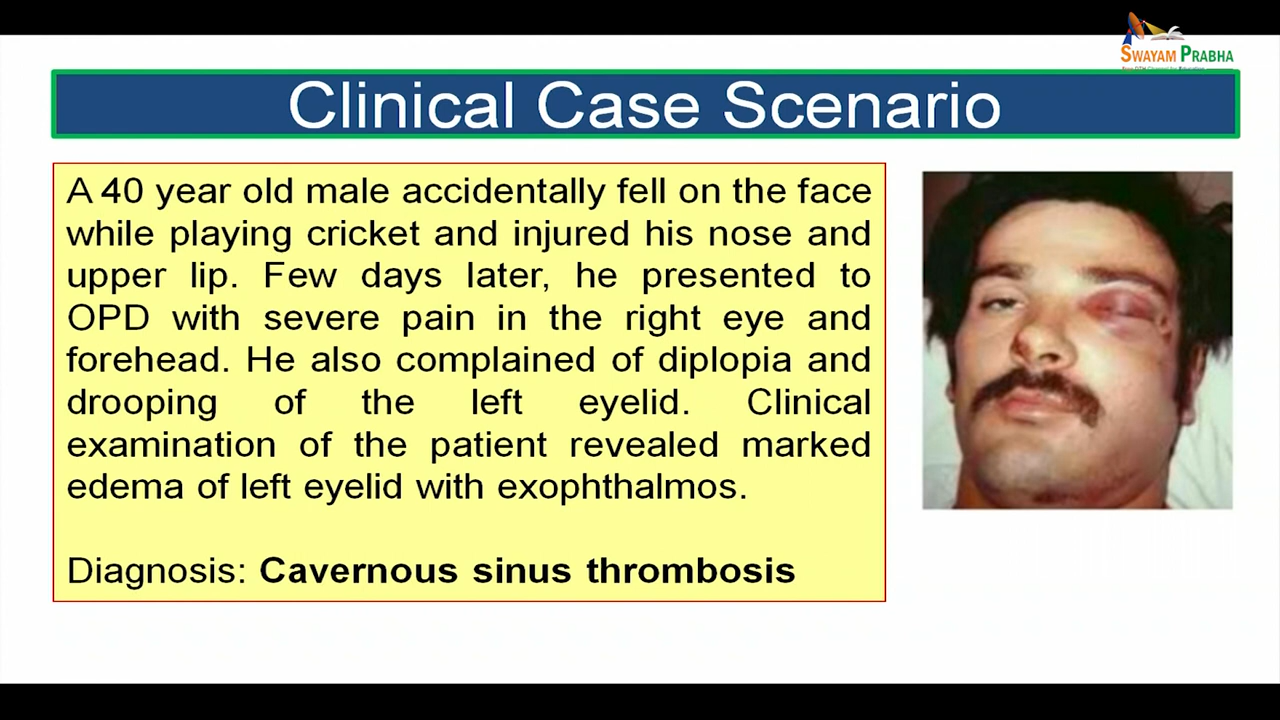 SWAYAM PRABHA
Clinical Case Scenario
A 40 year old male accidentally fell on the face
while playing cricket and injured his nose and
upper lip. Few days later, he presented to
OPD with severe pain in the right eye and
forehead. He also complained of diplopia and
drooping of the left eyelid. Clinical
examination of the patient revealed marked
edema of left eyelid with exophthalmos.
Diagnosis: Cavernous sinus thrombosis